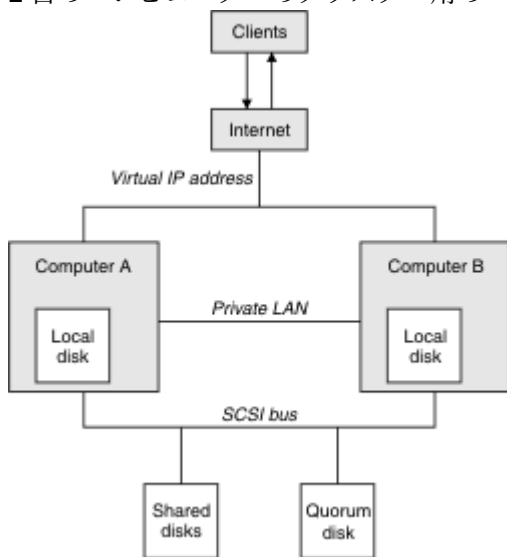 Clients
Internet
Virtual IP address
Computer A
Computer B
Private LAN
Local
disk
Local
disk
SCSI bus
Shared
disks
Quorum
disk